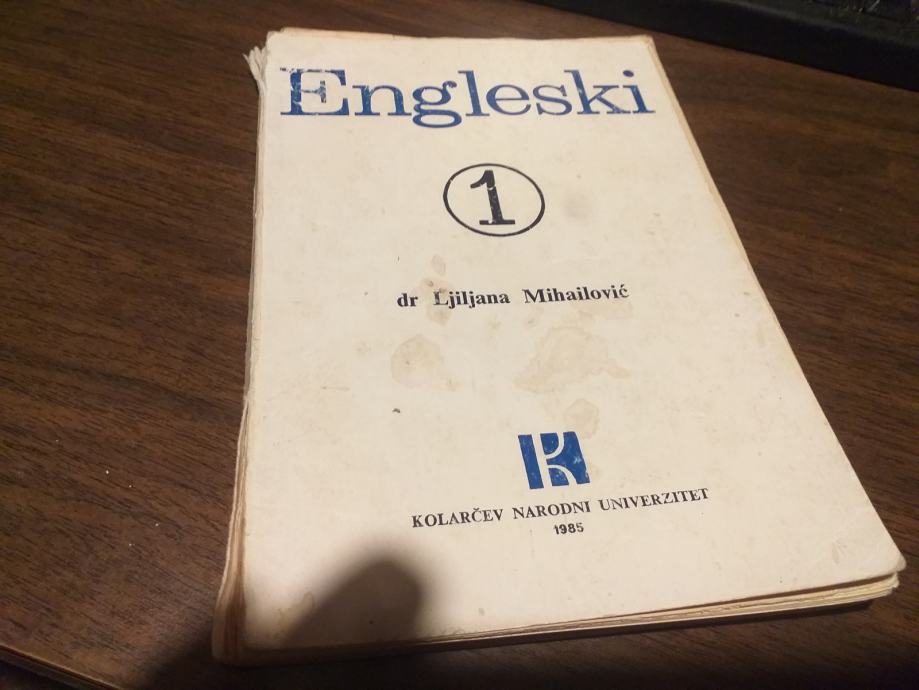 Engleski
1
dr Ljiljana Mihailović
K
KOLARČEV NARODNI UNIVERZITET
1985